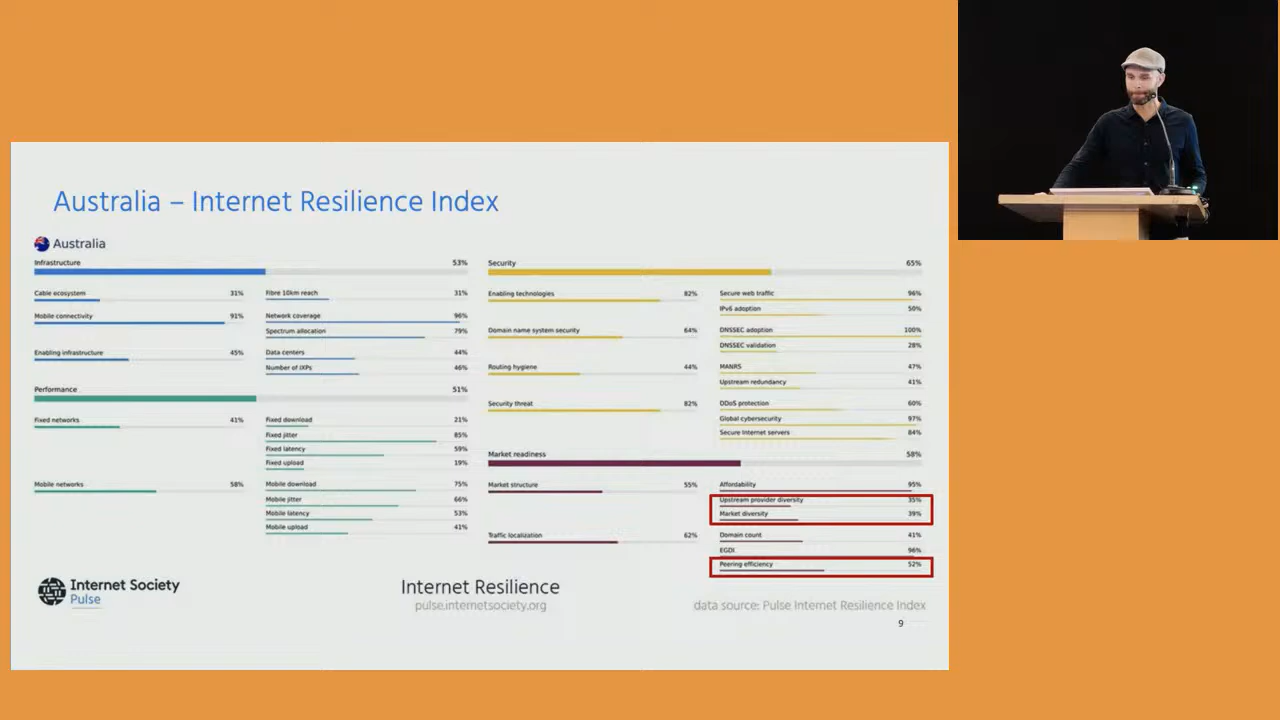 Australia – Internet Resilience Index
Australia
Infrastructure 53%
Cable ecosystem 31%
Fibre 10km reach 31%
Mobile connectivity 91%
Network coverage 96%
Spectrum allocation 79%
Enabling infrastructure 45%
Data centers 44%
Number of IXPs 46%
Performance 51%
Fixed networks 41%
Fixed download 21%
Fixed jitter 85%
Fixed latency 59%
Fixed upload 19%
Mobile networks 58%
Mobile download 75%
Mobile jitter 66%
Mobile latency 53%
Mobile upload 41%
Security 65%
Enabling technologies 82%
Secure web traffic 96%
IPv6 adoption 50%
Domain name system security 64%
DNSSEC adoption 100%
DNSSEC validation 28%
Routing hygiene 44%
MANRS 47%
Upstream redundancy 41%
Security threat 82%
DDoS protection 60%
Global cybersecurity 97%
Secure Internet servers 84%
Market readiness 58%
Market structure 55%
Affordability 95%
Upstream provider diversity 35%
Market diversity 39%
Traffic localization 62%
Domain count 41%
EGDI 96%
Peering efficiency 52%
Internet Society
Pulse
Internet Resilience
pulse.internetsociety.org
data source: Pulse Internet Resilience Index
9